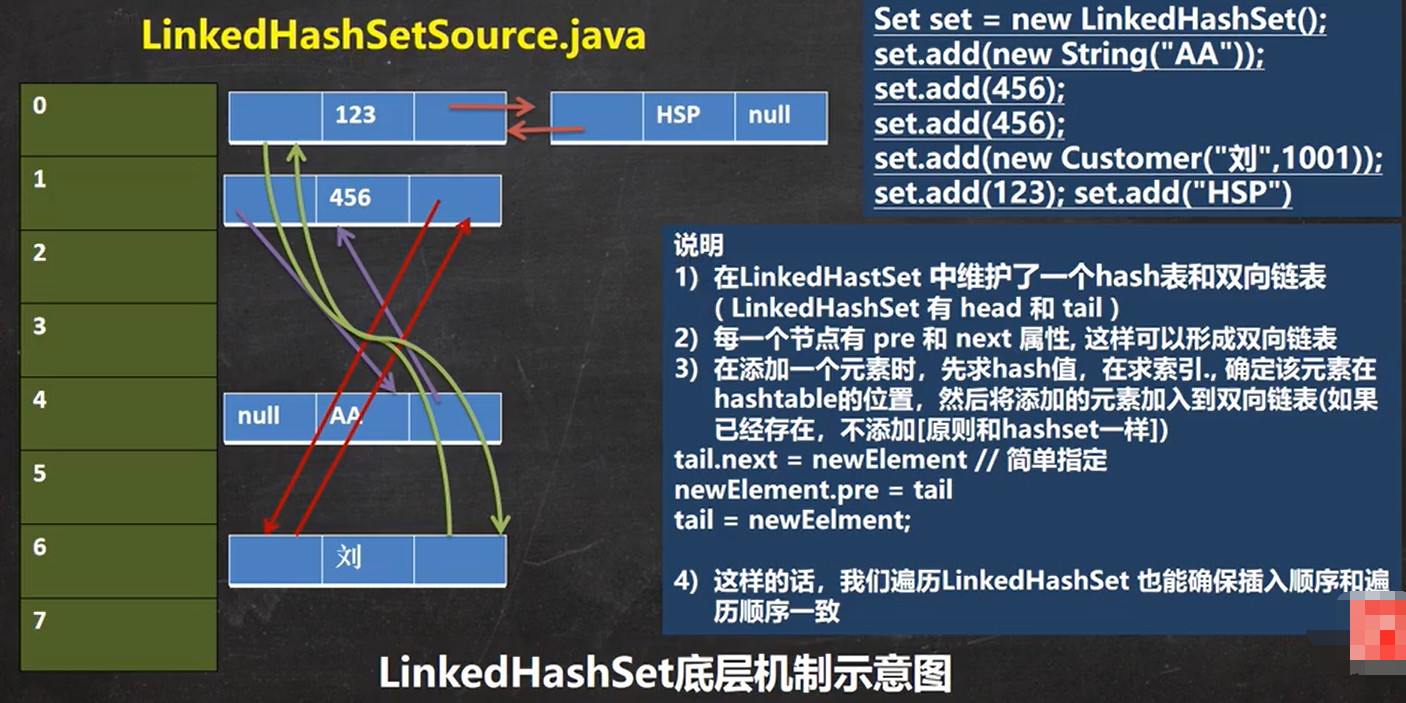 LinkedHashSetSource.java
Set set = new LinkedHashSet();
set.add(new String("AA"));
set.add(456);
set.add(456);
set.add(new Customer("刘",1001));
set.add(123); set.add("HSP")
0
123
HSP
null
1
456
2
3
4
null
AA
5
6
刘
7
说明
1) 在LinkedHastSet 中维护了一个hash表和双向链表
( LinkedHashSet 有 head 和 tail )
2) 每一个节点有 pre 和 next 属性, 这样可以形成双向链表
3) 在添加一个元素时，先求hash值，在求索引., 确定该元素在
hashtable的位置，然后将添加的元素加入到双向链表(如果
已经存在，不添加[原则和hashset一样])
tail.next = newElement // 简单指定
newElement.pre = tail
tail = newEelment;
4) 这样的话，我们遍历LinkedHashSet 也能确保插入顺序和遍
历顺序一致
LinkedHashSet底层机制示意图